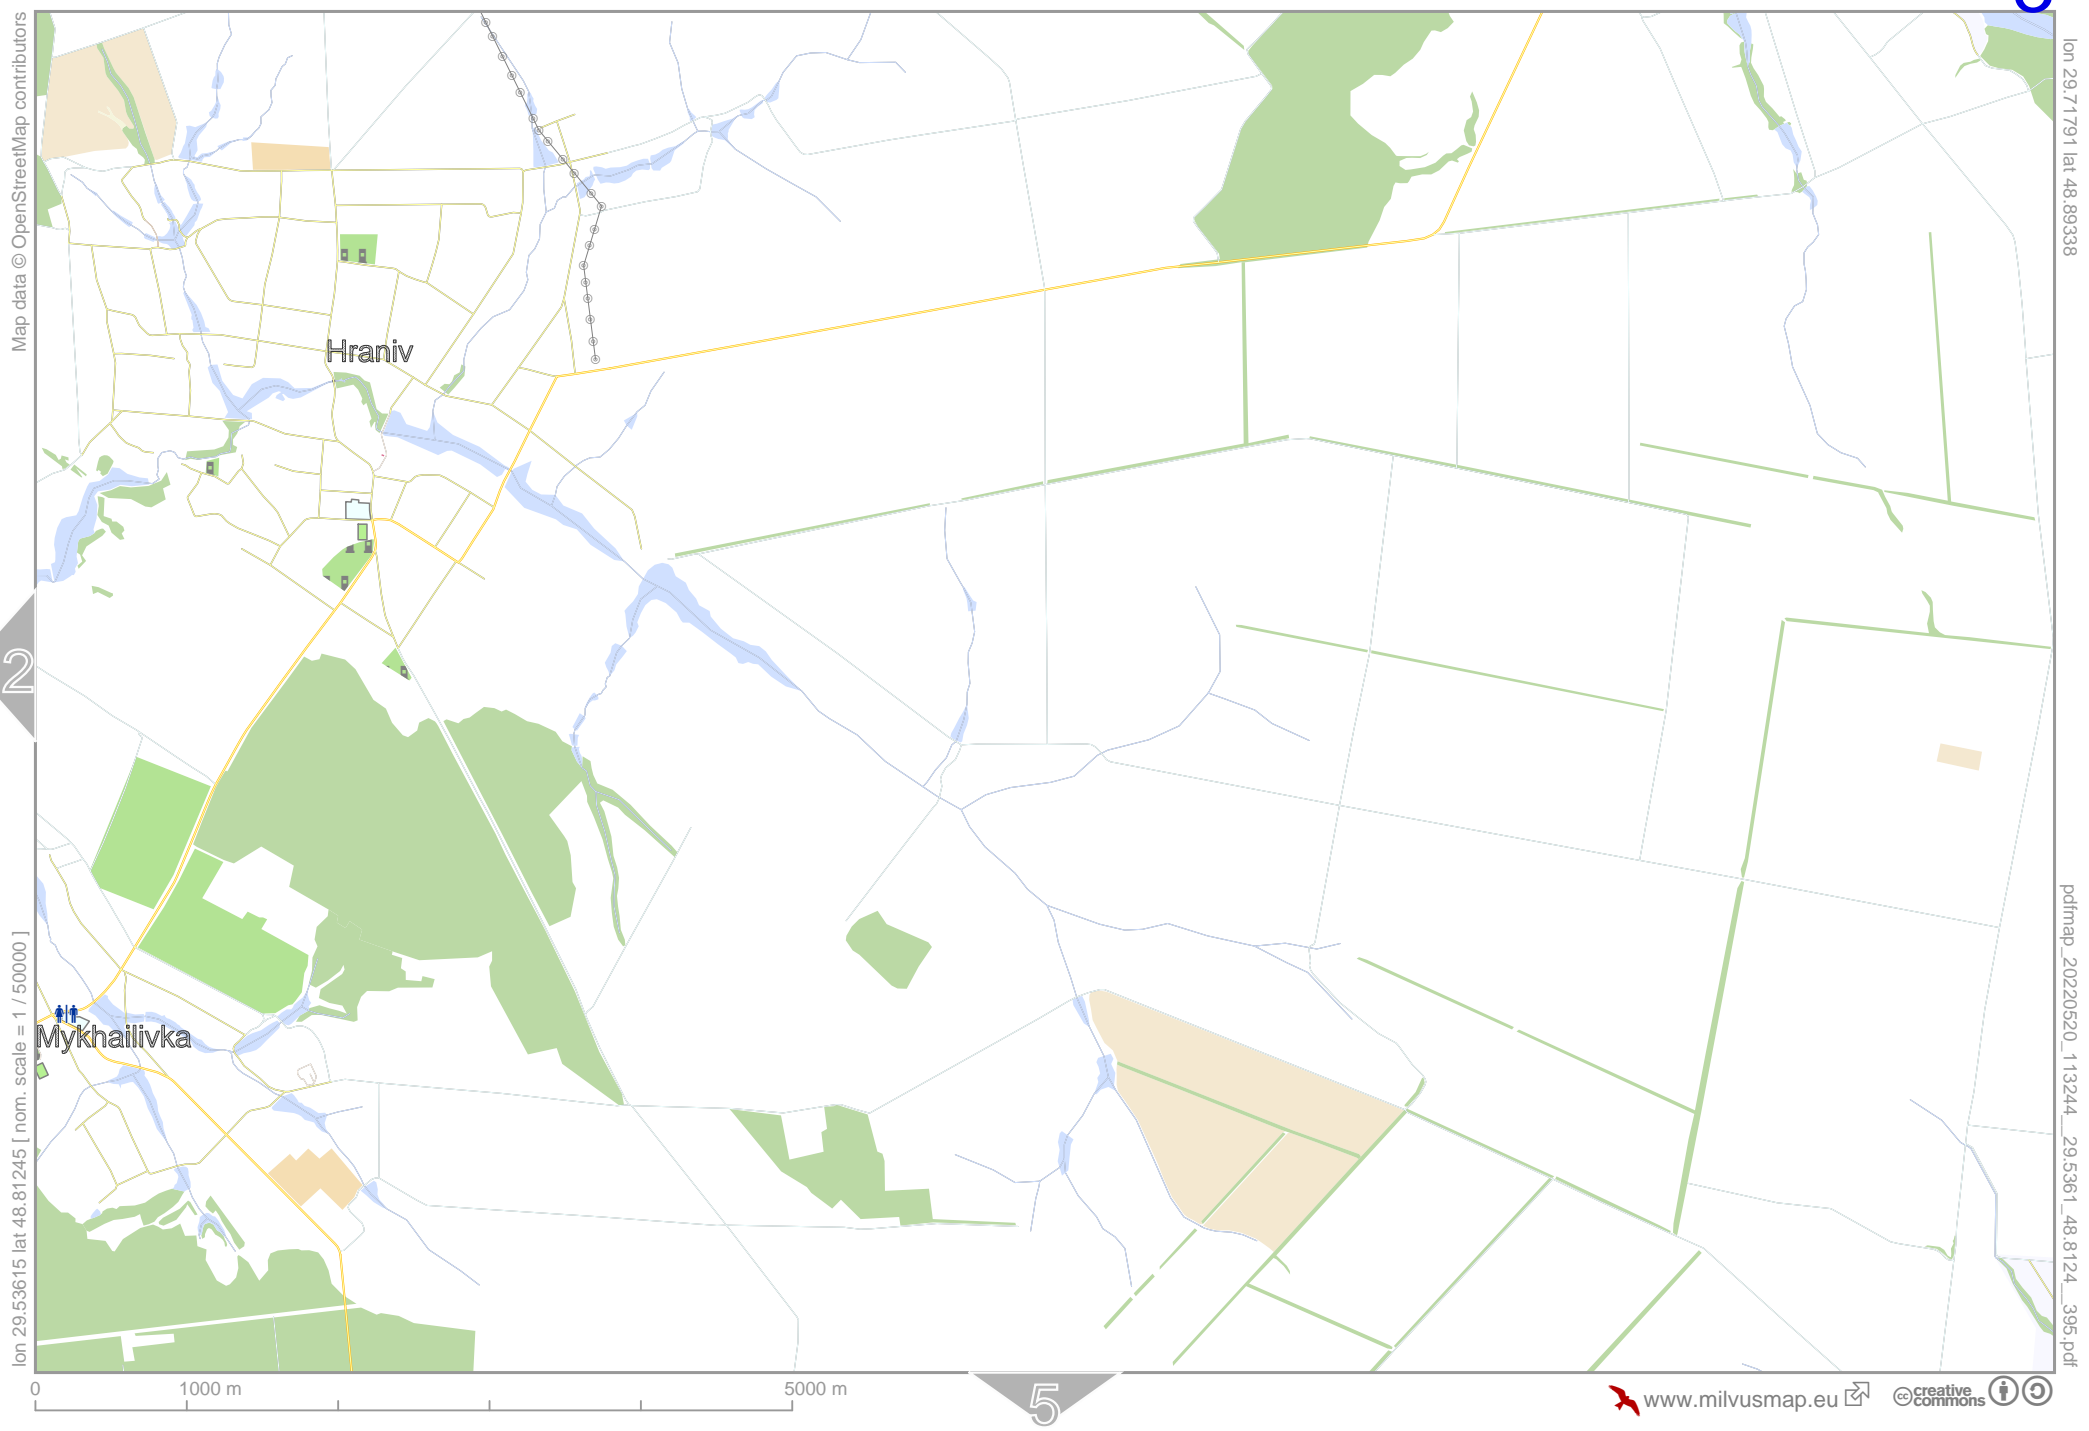 Map data © OpenStreetMap contributors
lon 29.71791 lat 48.89338
Hraniv
2
Mykhailivka
lon 29.53615 lat 48.81245 [ nom. scale = 1 / 50000 ]
pdfmap_20220520_113244__29.5361_48.8124__395.pdf
0 1000 m 5000 m
5
www.milvusmap.eu
cc creative commons